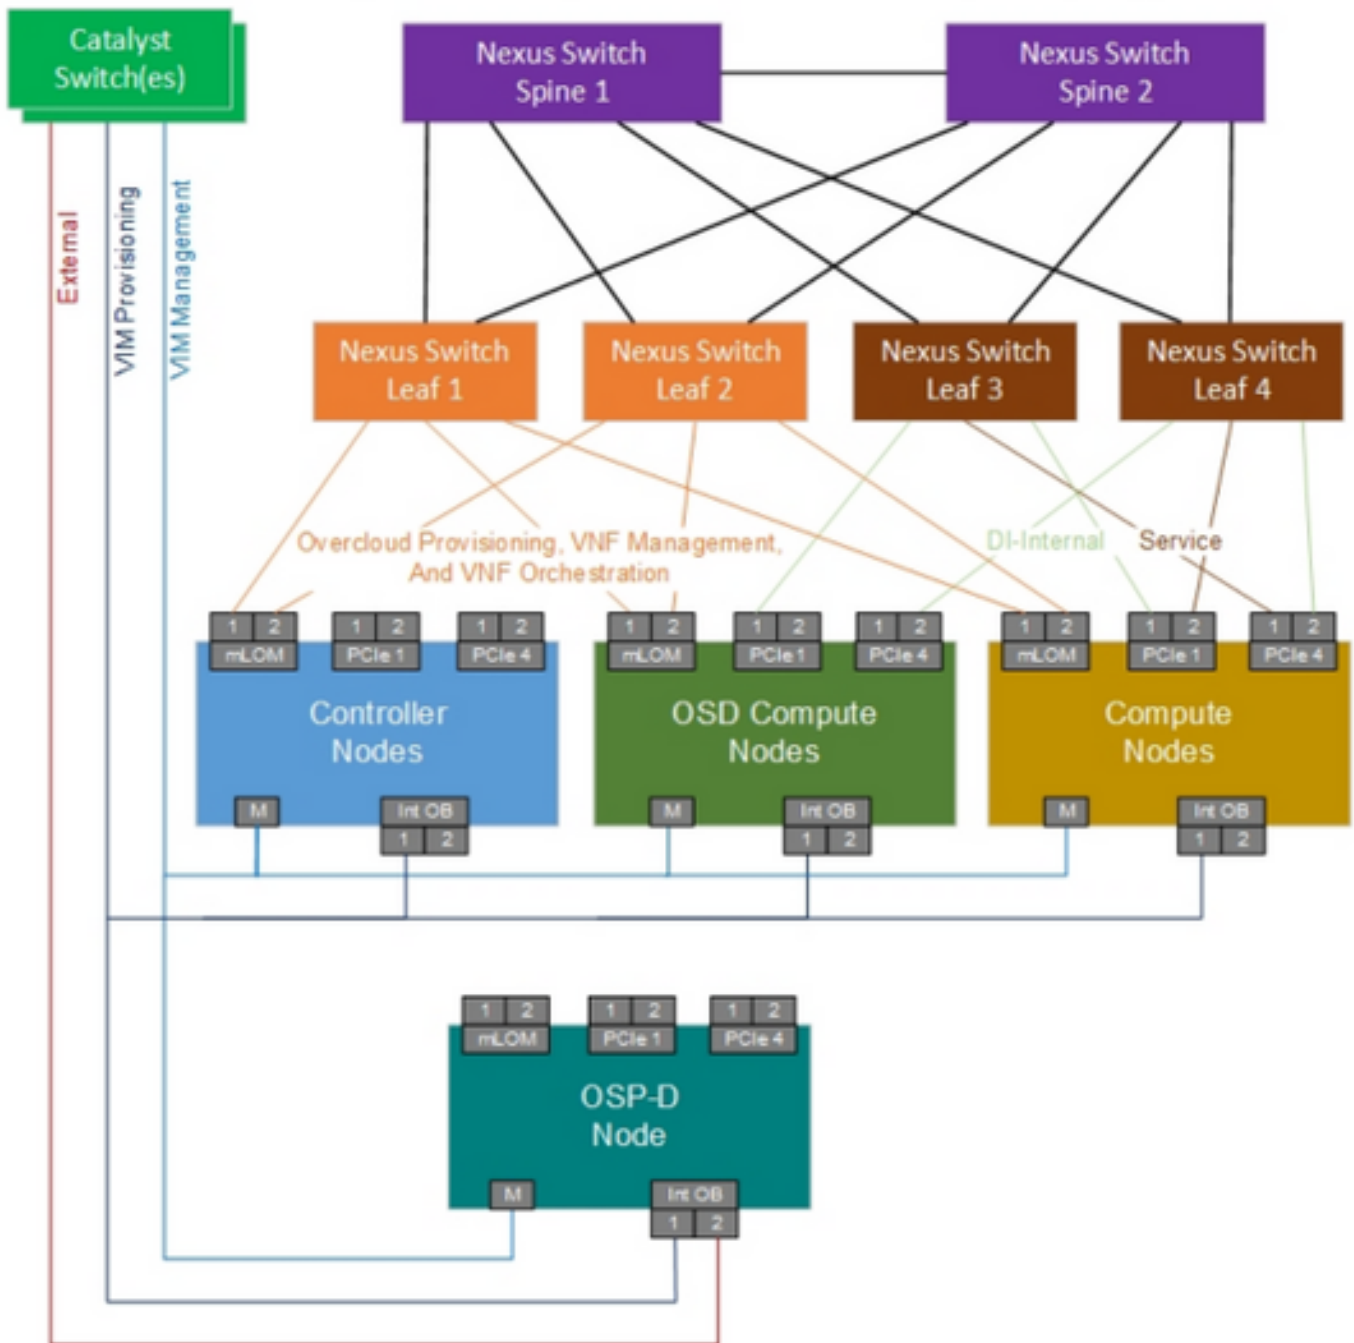 Catalyst
Switch(es)
Nexus Switch
Spine 1
Nexus Switch
Spine 2
External
VIM Provisioning
VIM Management
Nexus Switch
Leaf 1
Nexus Switch
Leaf 2
Nexus Switch
Leaf 3
Nexus Switch
Leaf 4
Overcloud Provisioning, VNF Management,
And VNF Orchestration
DI-Internal
Service
1 2
mLOM
1 2
PCIe 1
1 2
PCIe 4
Controller
Nodes
M
Int OB
1 2
1 2
mLOM
1 2
PCIe 1
1 2
PCIe 4
OSD Compute
Nodes
M
Int OB
1 2
1 2
mLOM
1 2
PCIe 1
1 2
PCIe 4
Compute
Nodes
M
Int OB
1 2
1 2
mLOM
1 2
PCIe 1
1 2
PCIe 4
OSP-D
Node
M
Int OB
1 2